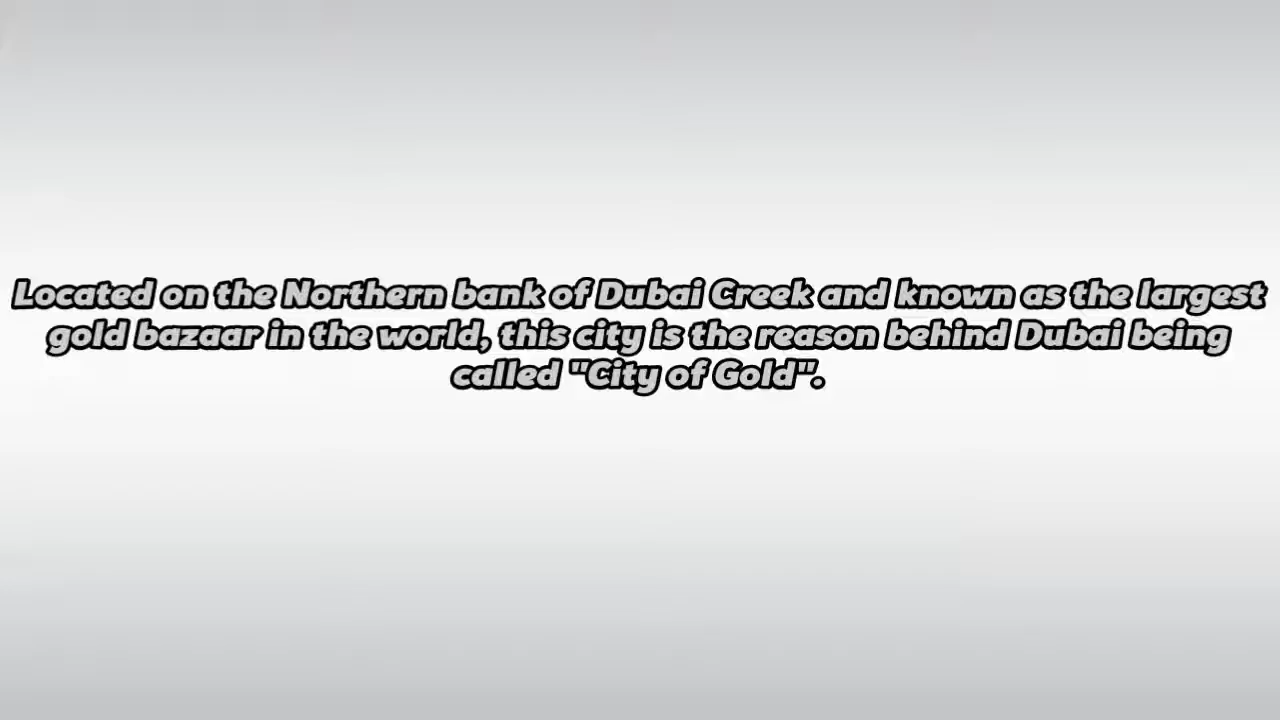 Located on the Northern bank of Dubai Creek and known as the largest
gold bazaar in the world, this city is the reason behind Dubai being
called "City of Gold".